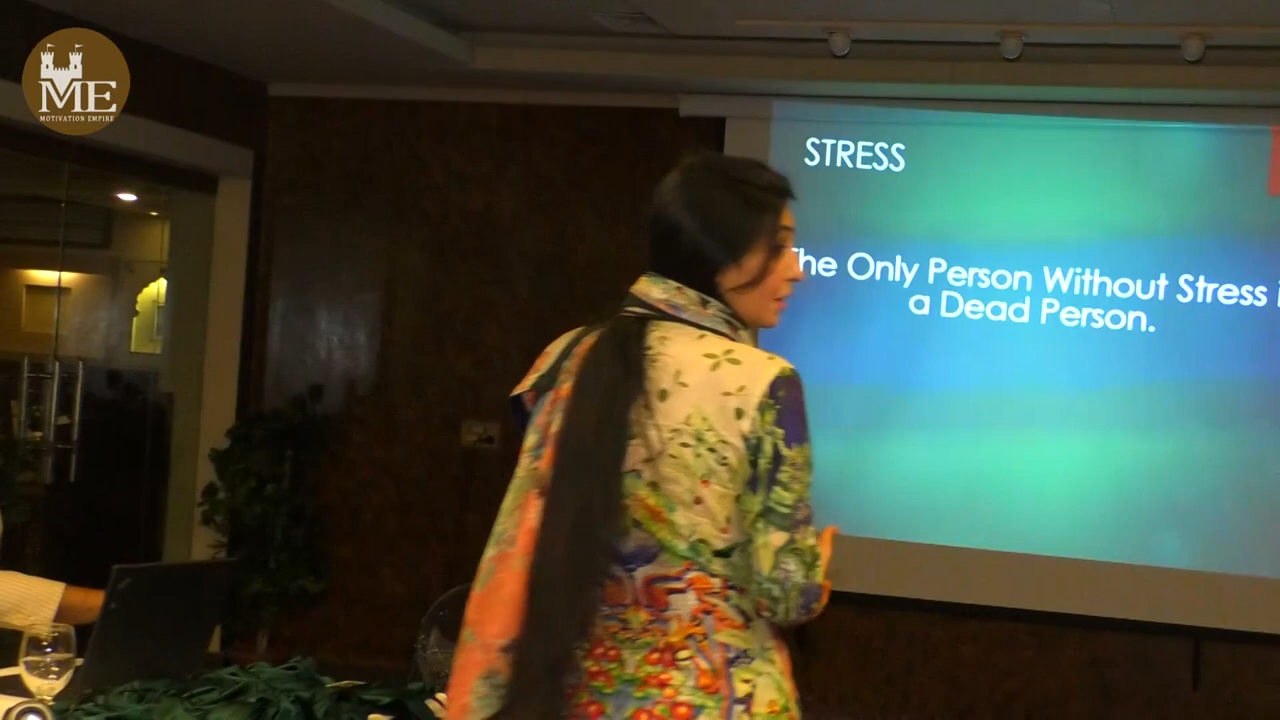 ME
MOTIVATION EMPIRE
STRESS
The Only Person Without Stress
a Dead Person.